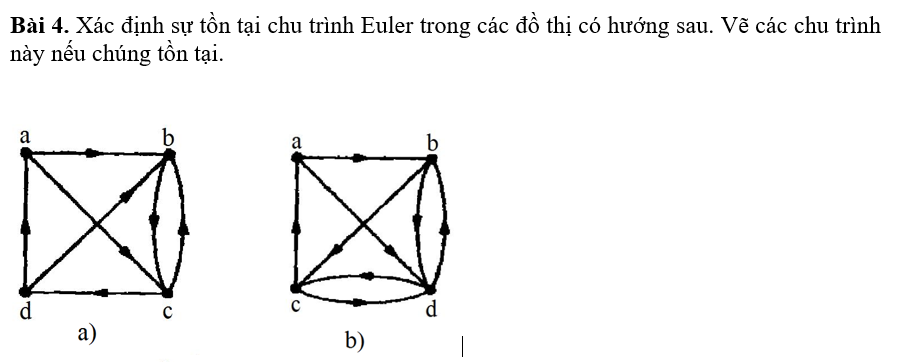 Bài 4. Xác định sự tồn tại chu trình Euler trong các đồ thị có hướng sau. Vẽ các chu trình
này nếu chúng tồn tại.
a b
d c
a)
a b
c d
b)